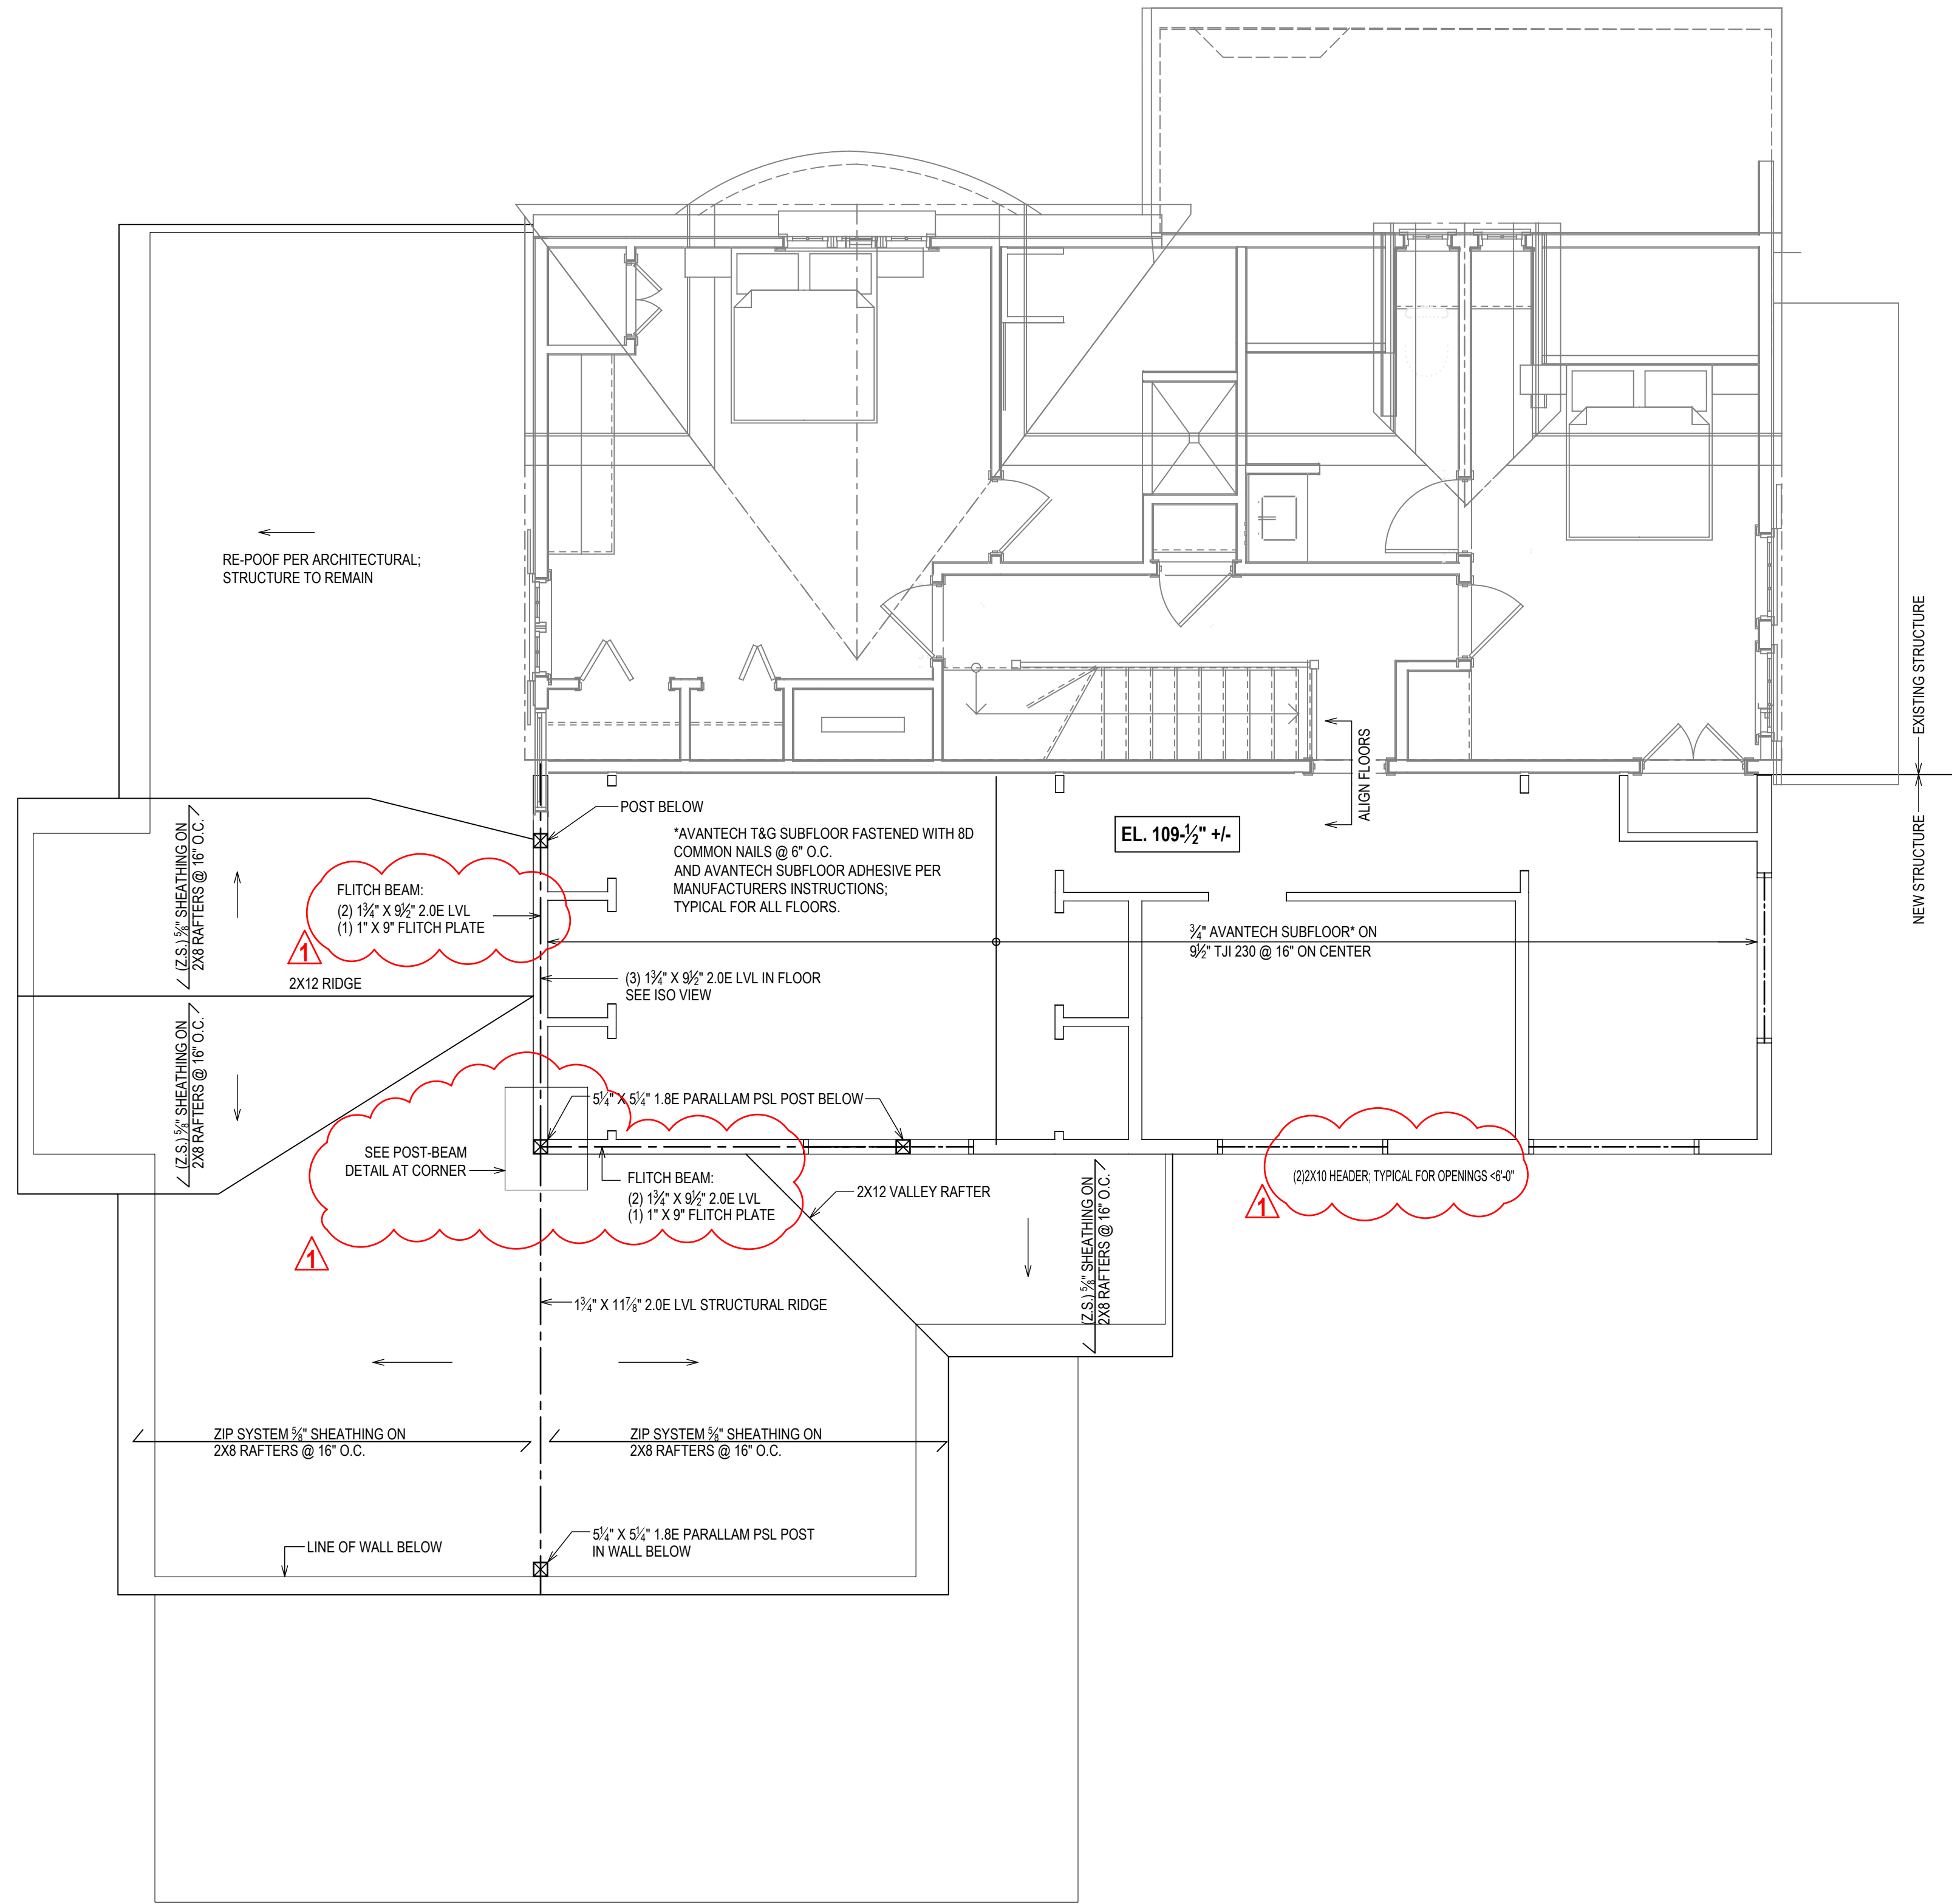 RE-POOF PER ARCHITECTURAL;
STRUCTURE TO REMAIN
EXISTING STRUCTURE
NEW STRUCTURE
ALIGN FLOORS
POST BELOW
*AVANTECH T&G SUBFLOOR FASTENED WITH 8D
COMMON NAILS @ 6" O.C.
AND AVANTECH SUBFLOOR ADHESIVE PER
MANUFACTURERS INSTRUCTIONS;
TYPICAL FOR ALL FLOORS.
EL. 109-½" +/-
(Z.S.) ⅝" SHEATHING ON
2X8 RAFTERS @ 16" O.C.
FLITCH BEAM:
(2) 1¾" X 9½" 2.0E LVL
(1) 1" X 9" FLITCH PLATE
1
¾" AVANTECH SUBFLOOR* ON
9½" TJI 230 @ 16" ON CENTER
2X12 RIDGE
(3) 1¾" X 9½" 2.0E LVL IN FLOOR
SEE ISO VIEW
(Z.S.) ⅝" SHEATHING ON
2X8 RAFTERS @ 16" O.C.
5¼" X 5¼" 1.8E PARALLAM PSL POST BELOW
SEE POST-BEAM
DETAIL AT CORNER
FLITCH BEAM:
(2) 1¾" X 9½" 2.0E LVL
(1) 1" X 9" FLITCH PLATE
1
2X12 VALLEY RAFTER
(Z.S.) ⅝" SHEATHING ON
2X8 RAFTERS @ 16" O.C.
(2)2X10 HEADER; TYPICAL FOR OPENINGS <6'-0"
1
1¾" X 11⅞" 2.0E LVL STRUCTURAL RIDGE
ZIP SYSTEM ⅝" SHEATHING ON
2X8 RAFTERS @ 16" O.C.
ZIP SYSTEM ⅝" SHEATHING ON
2X8 RAFTERS @ 16" O.C.
LINE OF WALL BELOW
5¼" X 5¼" 1.8E PARALLAM PSL POST
IN WALL BELOW